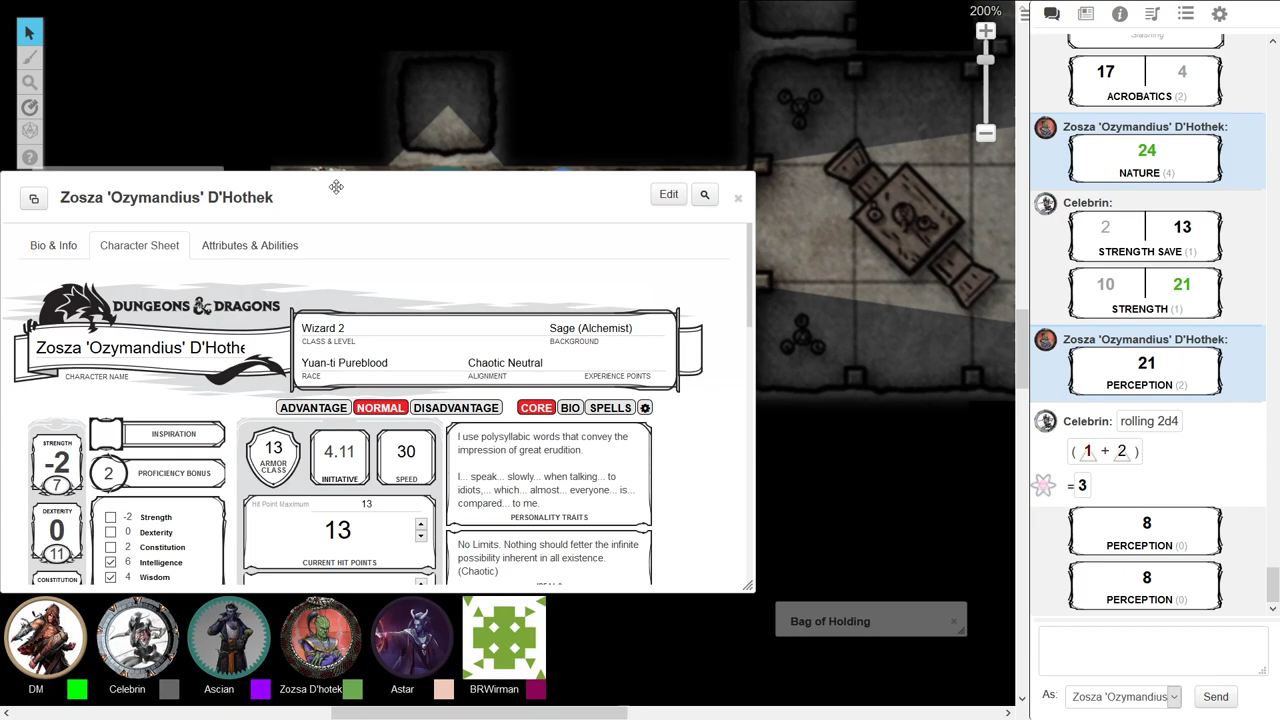 200%
Zosza 'Ozymandius' D'Hothek
Edit
Bio & Info
Character Sheet
Attributes & Abilities
DUNGEONS & DRAGONS
Zosza 'Ozymandius' D'Hothe
CHARACTER NAME
Wizard 2
Sage (Alchemist)
CLASS & LEVEL
BACKGROUND
Yuan-ti Pureblood
Chaotic Neutral
RACE
ALIGNMENT
EXPERIENCE POINTS
ADVANTAGE
NORMAL
DISADVANTAGE
CORE
BIO
SPELLS
STRENGTH
-2
7
DEXTERITY
0
11
CONSTITUTION
INSPIRATION
2
PROFICIENCY BONUS
-2 Strength
0 Dexterity
2 Constitution
6 Intelligence
4 Wisdom
13
ARMOR
CLASS
4.11
INITIATIVE
30
SPEED
Hit Point Maximum 13
13
CURRENT HIT POINTS
I use polysyllabic words that convey the
impression of great erudition.
I... speak... slowly... when talking... to
idiots,... which... almost... everyone... is...
compared... to me.
PERSONALITY TRAITS
No Limits. Nothing should fetter the infinite
possibility inherent in all existence.
(Chaotic)
DM
Celebrin
Ascian
Zozsa D'hotek
Astar
BRWirman
Bag of Holding
Slashing
17 4
ACROBATICS (2)
Zosza 'Ozymandius' D'Hothek:
24
NATURE (4)
Celebrin:
2 13
STRENGTH SAVE (1)
10 21
STRENGTH (1)
Zosza 'Ozymandius' D'Hothek:
21
PERCEPTION (2)
Celebrin: rolling 2d4
( 1 + 2 )
= 3
8
PERCEPTION (0)
8
PERCEPTION (0)
As: Zosza 'Ozymandius
Send